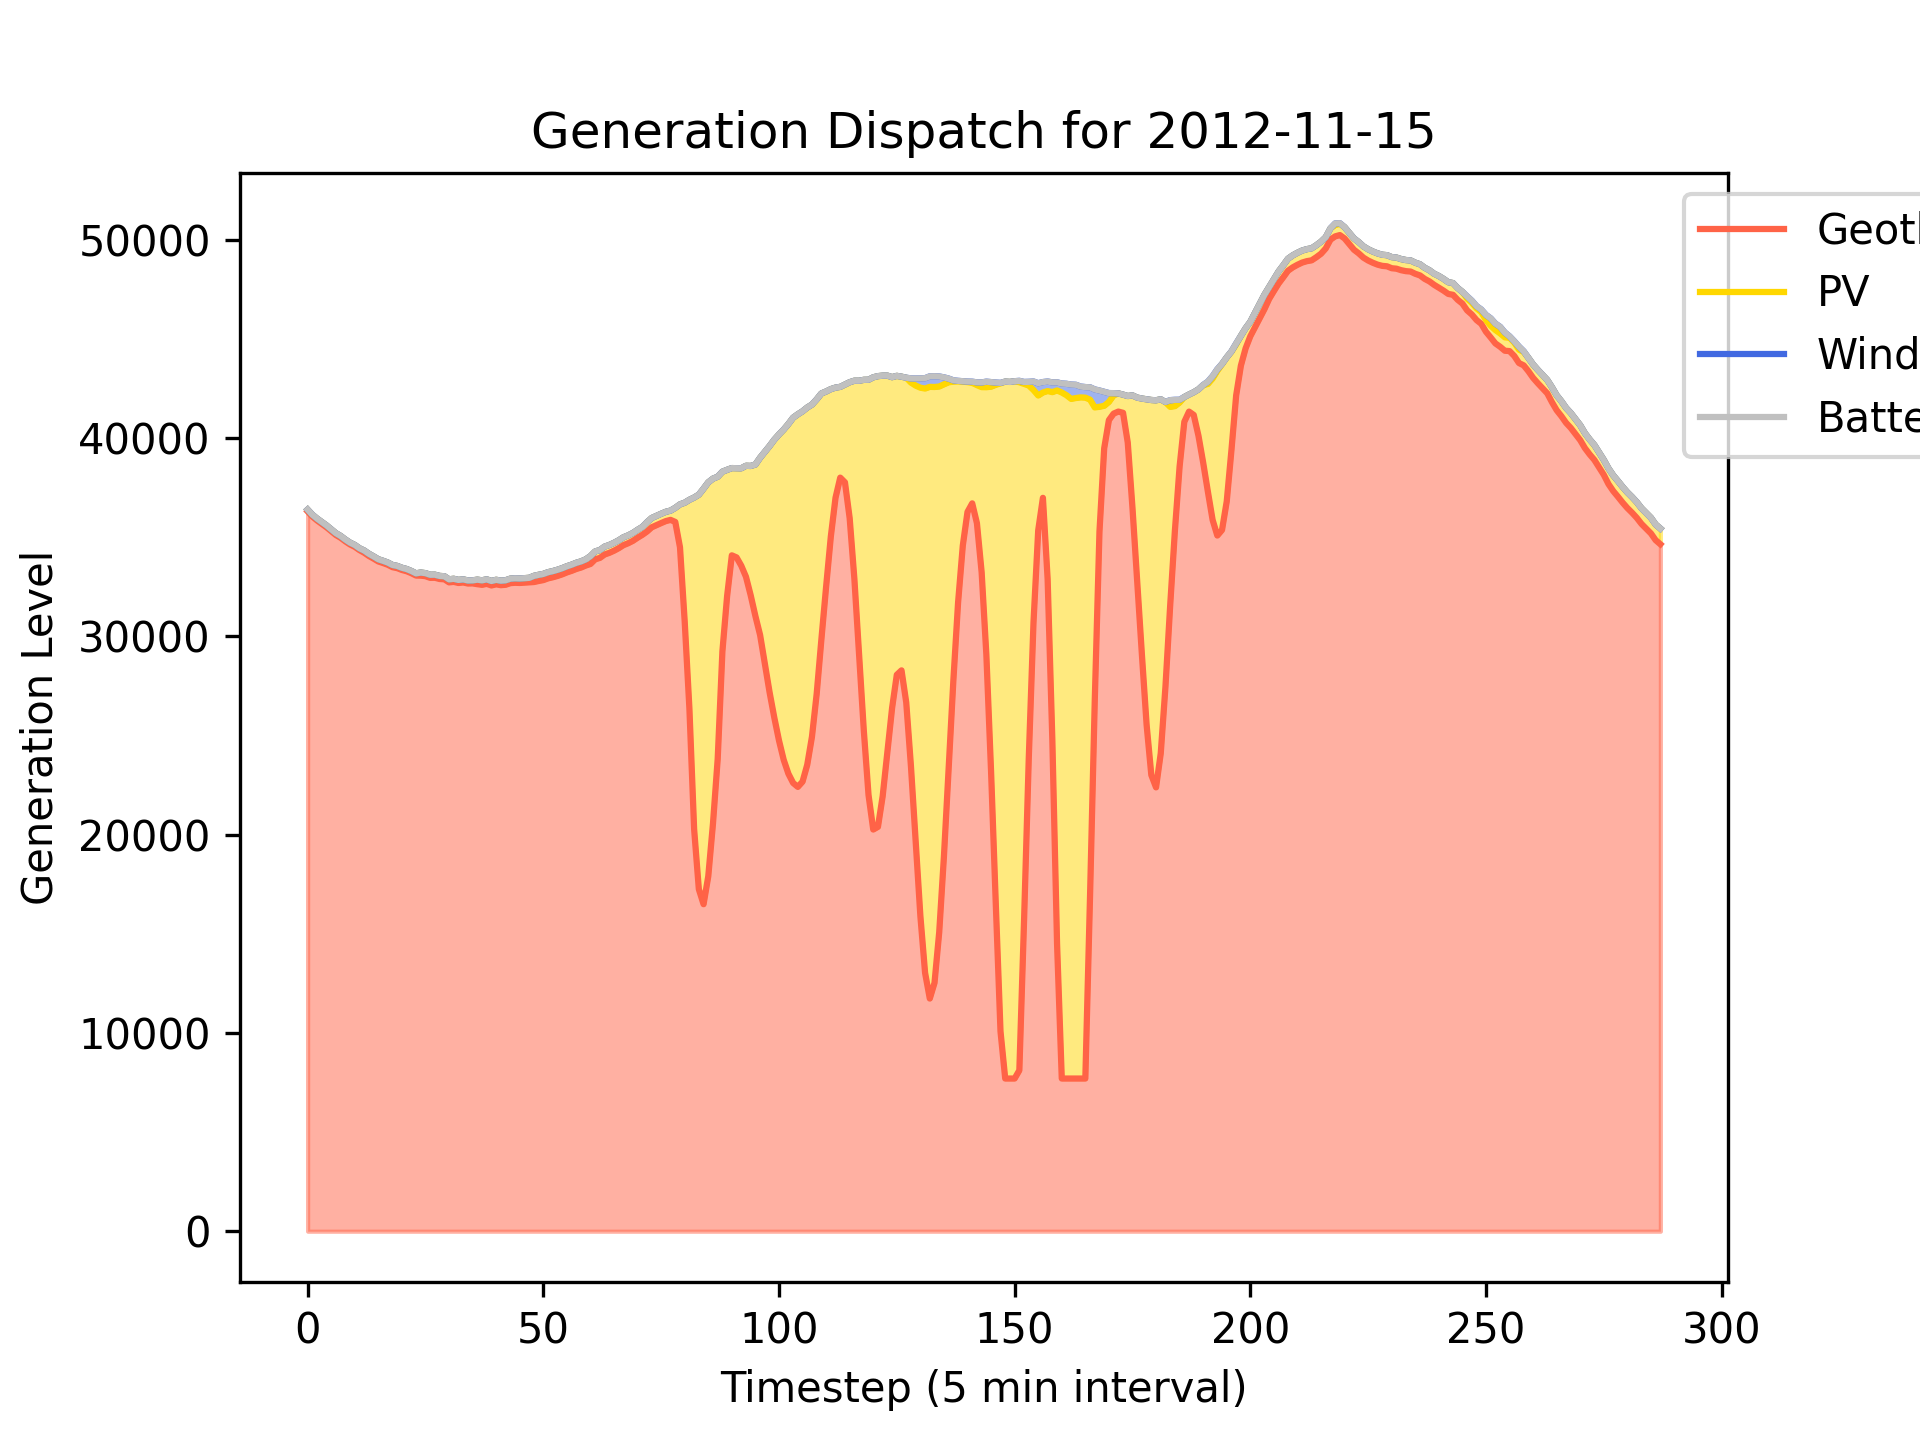 Generation Dispatch for 2012-11-15
Generation Level
50000
40000
30000
20000
10000
0
0 50 100 150 200 250 300
Timestep (5 min interval)
PV
Wind